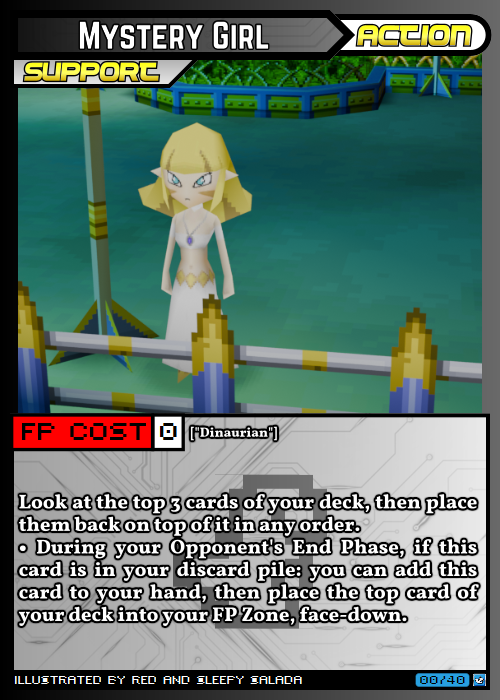 Mystery Girl
ACTION
SUPPORT
FP COST 0 ["Dinaurian"]
Look at the top 3 cards of your deck, then place
them back on top of it in any order.
• During your Opponent's End Phase, if this
card is in your discard pile: you can add this
card to your hand, then place the top card of
your deck into your FP Zone, face-down.
ILLUSTRATED BY RED AND SLEEPY SALADA
00/40